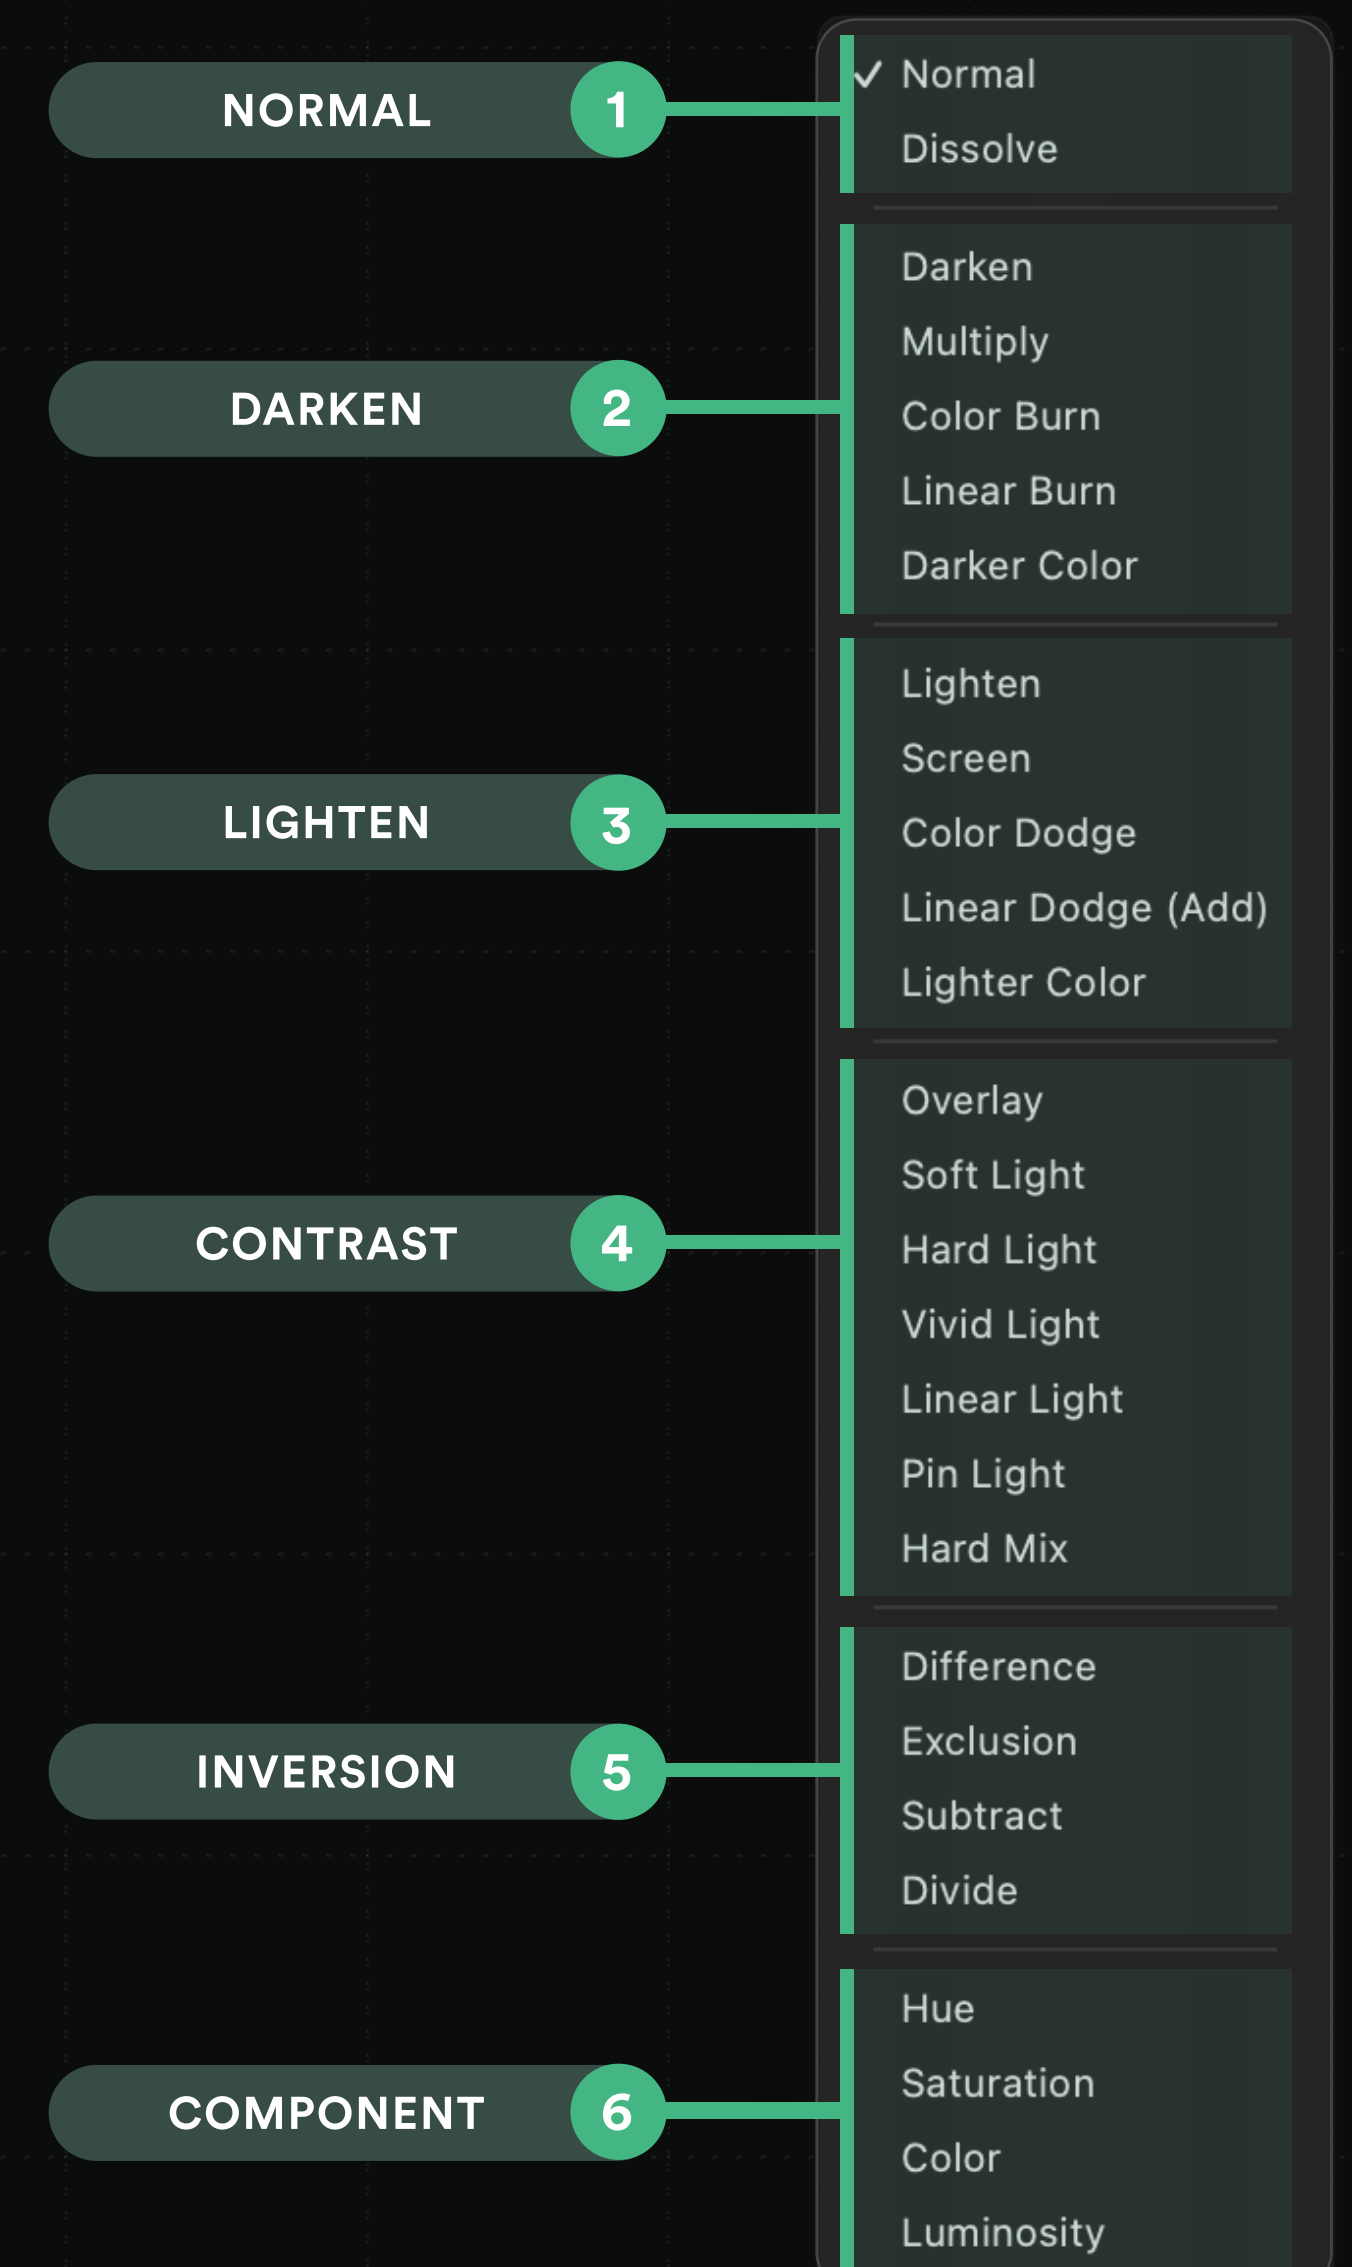 NORMAL 1
✓ Normal
Dissolve
DARKEN 2
Darken
Multiply
Color Burn
Linear Burn
Darker Color
LIGHTEN 3
Lighten
Screen
Color Dodge
Linear Dodge (Add)
Lighter Color
CONTRAST 4
Overlay
Soft Light
Hard Light
Vivid Light
Linear Light
Pin Light
Hard Mix
INVERSION 5
Difference
Exclusion
Subtract
Divide
COMPONENT 6
Hue
Saturation
Color
Luminosity